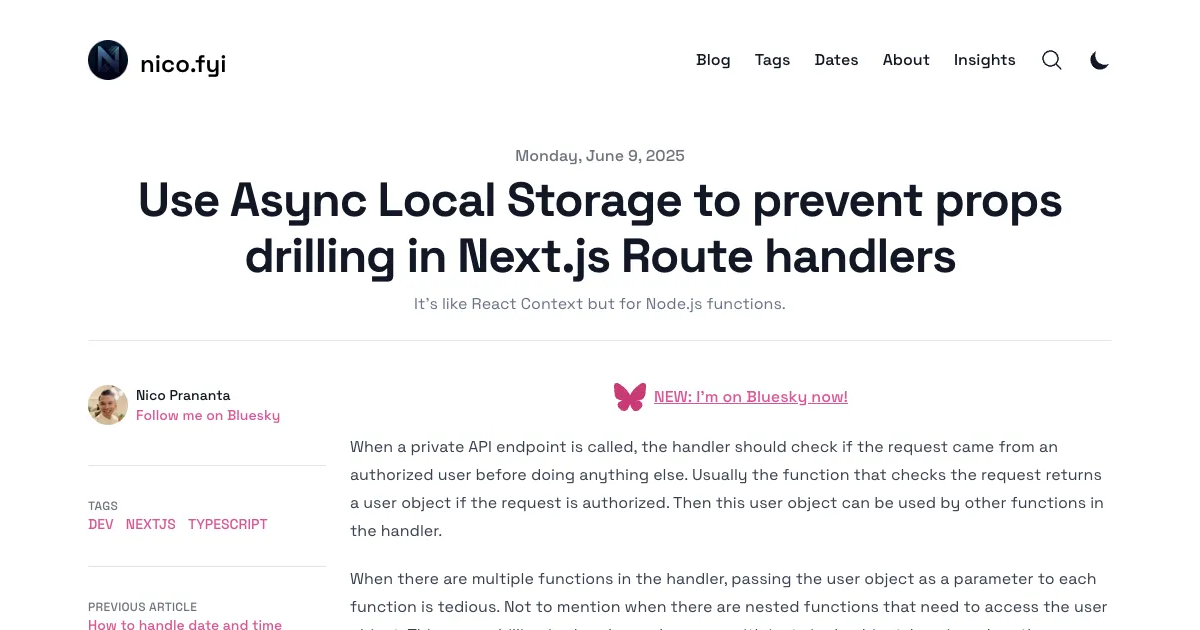 nico.fyi
Blog Tags Dates About Insights
Monday, June 9, 2025
Use Async Local Storage to prevent props
drilling in Next.js Route handlers
It's like React Context but for Node.js functions.
Nico Prananta
Follow me on Bluesky
TAGS
DEV NEXTJS TYPESCRIPT
PREVIOUS ARTICLE
How to handle date and time
NEW: I'm on Bluesky now!
When a private API endpoint is called, the handler should check if the request came from an
authorized user before doing anything else. Usually the function that checks the request returns
a user object if the request is authorized. Then this user object can be used by other functions in
the handler.
When there are multiple functions in the handler, passing the user object as a parameter to each
function is tedious. Not to mention when there are nested functions that need to access the user